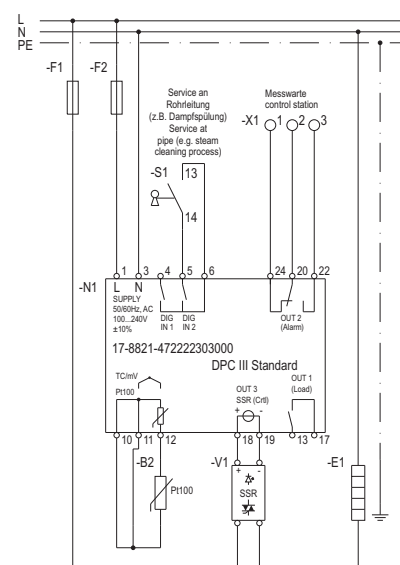 L
N
PE
-F1
-F2
Service an
Rohrleitung
(z.B. Dampfspülung)
Service at
pipe (e.g. steam
cleaning process)
Messwarte
control station
-X1 1 2 3
-S1
13
14
-N1
1 3 4 5 6 24 20 22
L N
SUPPLY
50/60Hz, AC
100...240V
±10%
DIG
IN 1
DIG
IN 2
OUT 2
(Alarm)
17-8821-472222303000
DPC III Standard
TC/mV
Pt100
OUT 3
SSR (Crtl)
+ -
OUT 1
(Load)
10 11 12 18 19 13 17
-B2
Pt100
-V1
+ -
SSR
-E1